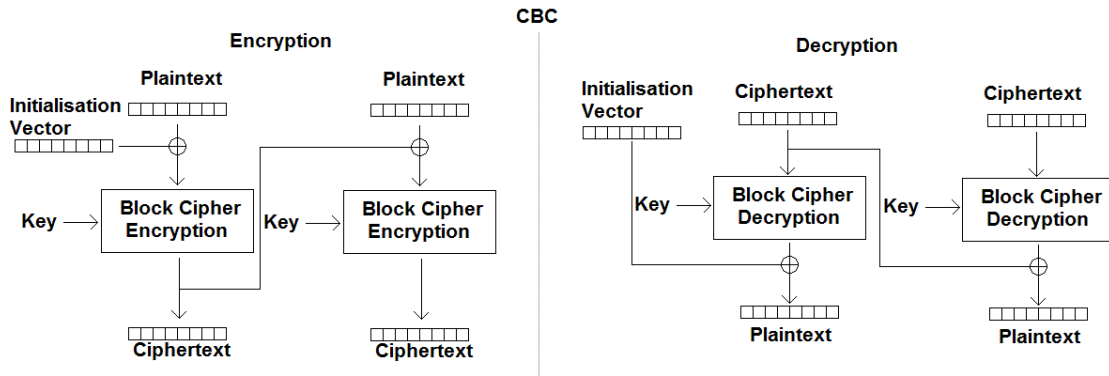 CBC
Encryption
Plaintext
Plaintext
Initialisation
Vector
Key
Block Cipher
Encryption
Key
Block Cipher
Encryption
Ciphertext
Ciphertext
Decryption
Initialisation
Vector
Ciphertext
Ciphertext
Key
Block Cipher
Decryption
Key
Block Cipher
Decryption
Plaintext
Plaintext